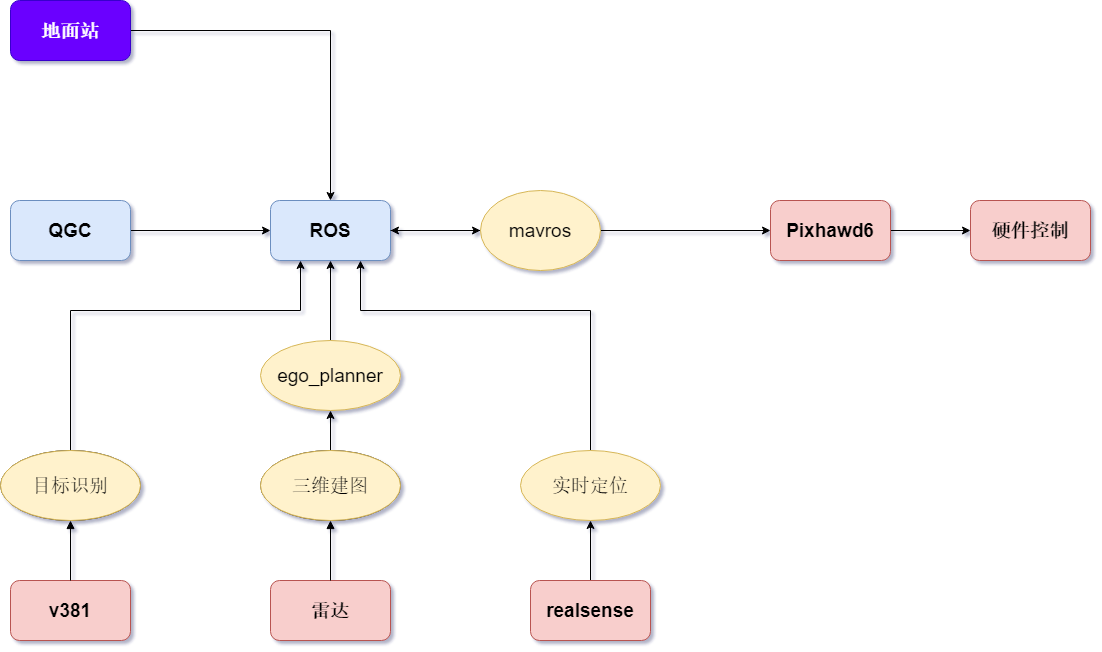 地面站
QGC
ROS
mavros
Pixhawd6
硬件控制
ego_planner
目标识别
三维建图
实时定位
v381
雷达
realsense